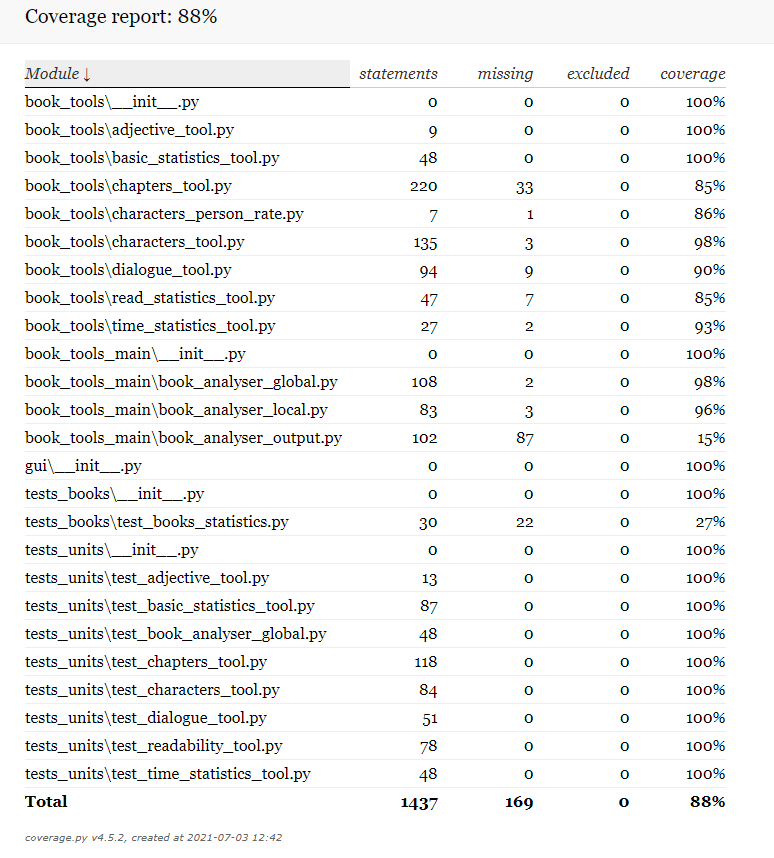 Coverage report: 88%
Module ↓ statements missing excluded coverage
book_tools\__init__.py 0 0 0 100%
book_tools\adjective_tool.py 9 0 0 100%
book_tools\basic_statistics_tool.py 48 0 0 100%
book_tools\chapters_tool.py 220 33 0 85%
book_tools\characters_person_rate.py 7 1 0 86%
book_tools\characters_tool.py 135 3 0 98%
book_tools\dialogue_tool.py 94 9 0 90%
book_tools\read_statistics_tool.py 47 7 0 85%
book_tools\time_statistics_tool.py 27 2 0 93%
book_tools_main\__init__.py 0 0 0 100%
book_tools_main\book_analyser_global.py 108 2 0 98%
book_tools_main\book_analyser_local.py 83 3 0 96%
book_tools_main\book_analyser_output.py 102 87 0 15%
gui\__init__.py 0 0 0 100%
tests_books\__init__.py 0 0 0 100%
tests_books\test_books_statistics.py 30 22 0 27%
tests_units\__init__.py 0 0 0 100%
tests_units\test_adjective_tool.py 13 0 0 100%
tests_units\test_basic_statistics_tool.py 87 0 0 100%
tests_units\test_book_analyser_global.py 48 0 0 100%
tests_units\test_chapters_tool.py 118 0 0 100%
tests_units\test_characters_tool.py 84 0 0 100%
tests_units\test_dialogue_tool.py 51 0 0 100%
tests_units\test_readability_tool.py 78 0 0 100%
tests_units\test_time_statistics_tool.py 48 0 0 100%
Total 1437 169 0 88%
coverage.py v4.5.2, created at 2021-07-03 12:42